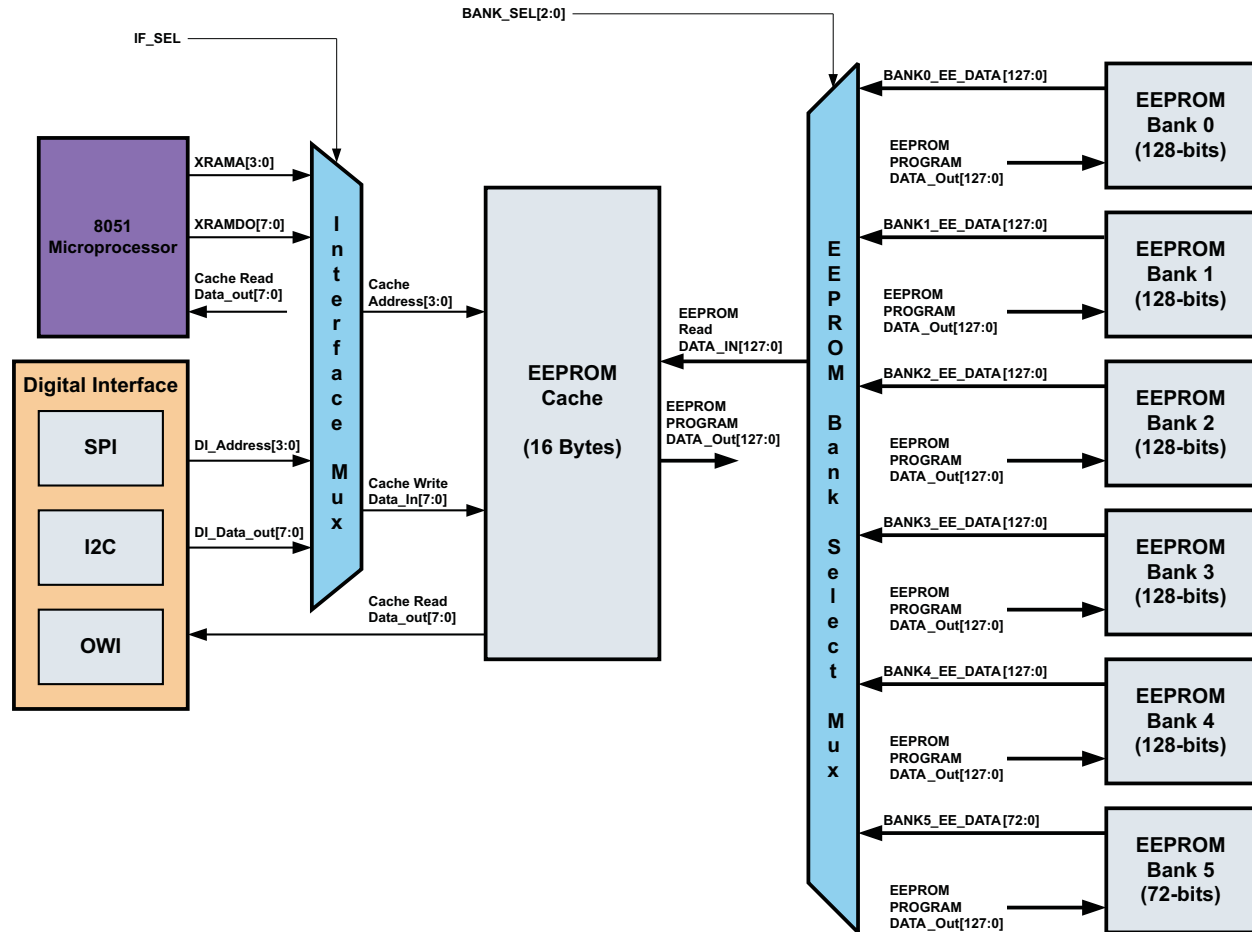 BANK_SEL[2:0]
IF_SEL
8051
Microprocessor
XRAMA[3:0]
XRAMDO[7:0]
Cache Read
Data_out[7:0]
Digital Interface
SPI
I2C
OWI
DI_Address[3:0]
DI_Data_out[7:0]
Interface Mux
Cache
Address[3:0]
Cache Write
Data_In[7:0]
Cache Read
Data_out[7:0]
EEPROM
Cache
(16 Bytes)
EEPROM
Read
DATA_IN[127:0]
EEPROM
PROGRAM
DATA_Out[127:0]
EEPROM Bank Select Mux
BANK0_EE_DATA[127:0]
EEPROM
PROGRAM
DATA_Out[127:0]
EEPROM
Bank 0
(128-bits)
BANK1_EE_DATA[127:0]
EEPROM
PROGRAM
DATA_Out[127:0]
EEPROM
Bank 1
(128-bits)
BANK2_EE_DATA[127:0]
EEPROM
PROGRAM
DATA_Out[127:0]
EEPROM
Bank 2
(128-bits)
BANK3_EE_DATA[127:0]
EEPROM
PROGRAM
DATA_Out[127:0]
EEPROM
Bank 3
(128-bits)
BANK4_EE_DATA[127:0]
EEPROM
PROGRAM
DATA_Out[127:0]
EEPROM
Bank 4
(128-bits)
BANK5_EE_DATA[72:0]
EEPROM
PROGRAM
DATA_Out[127:0]
EEPROM
Bank 5
(72-bits)